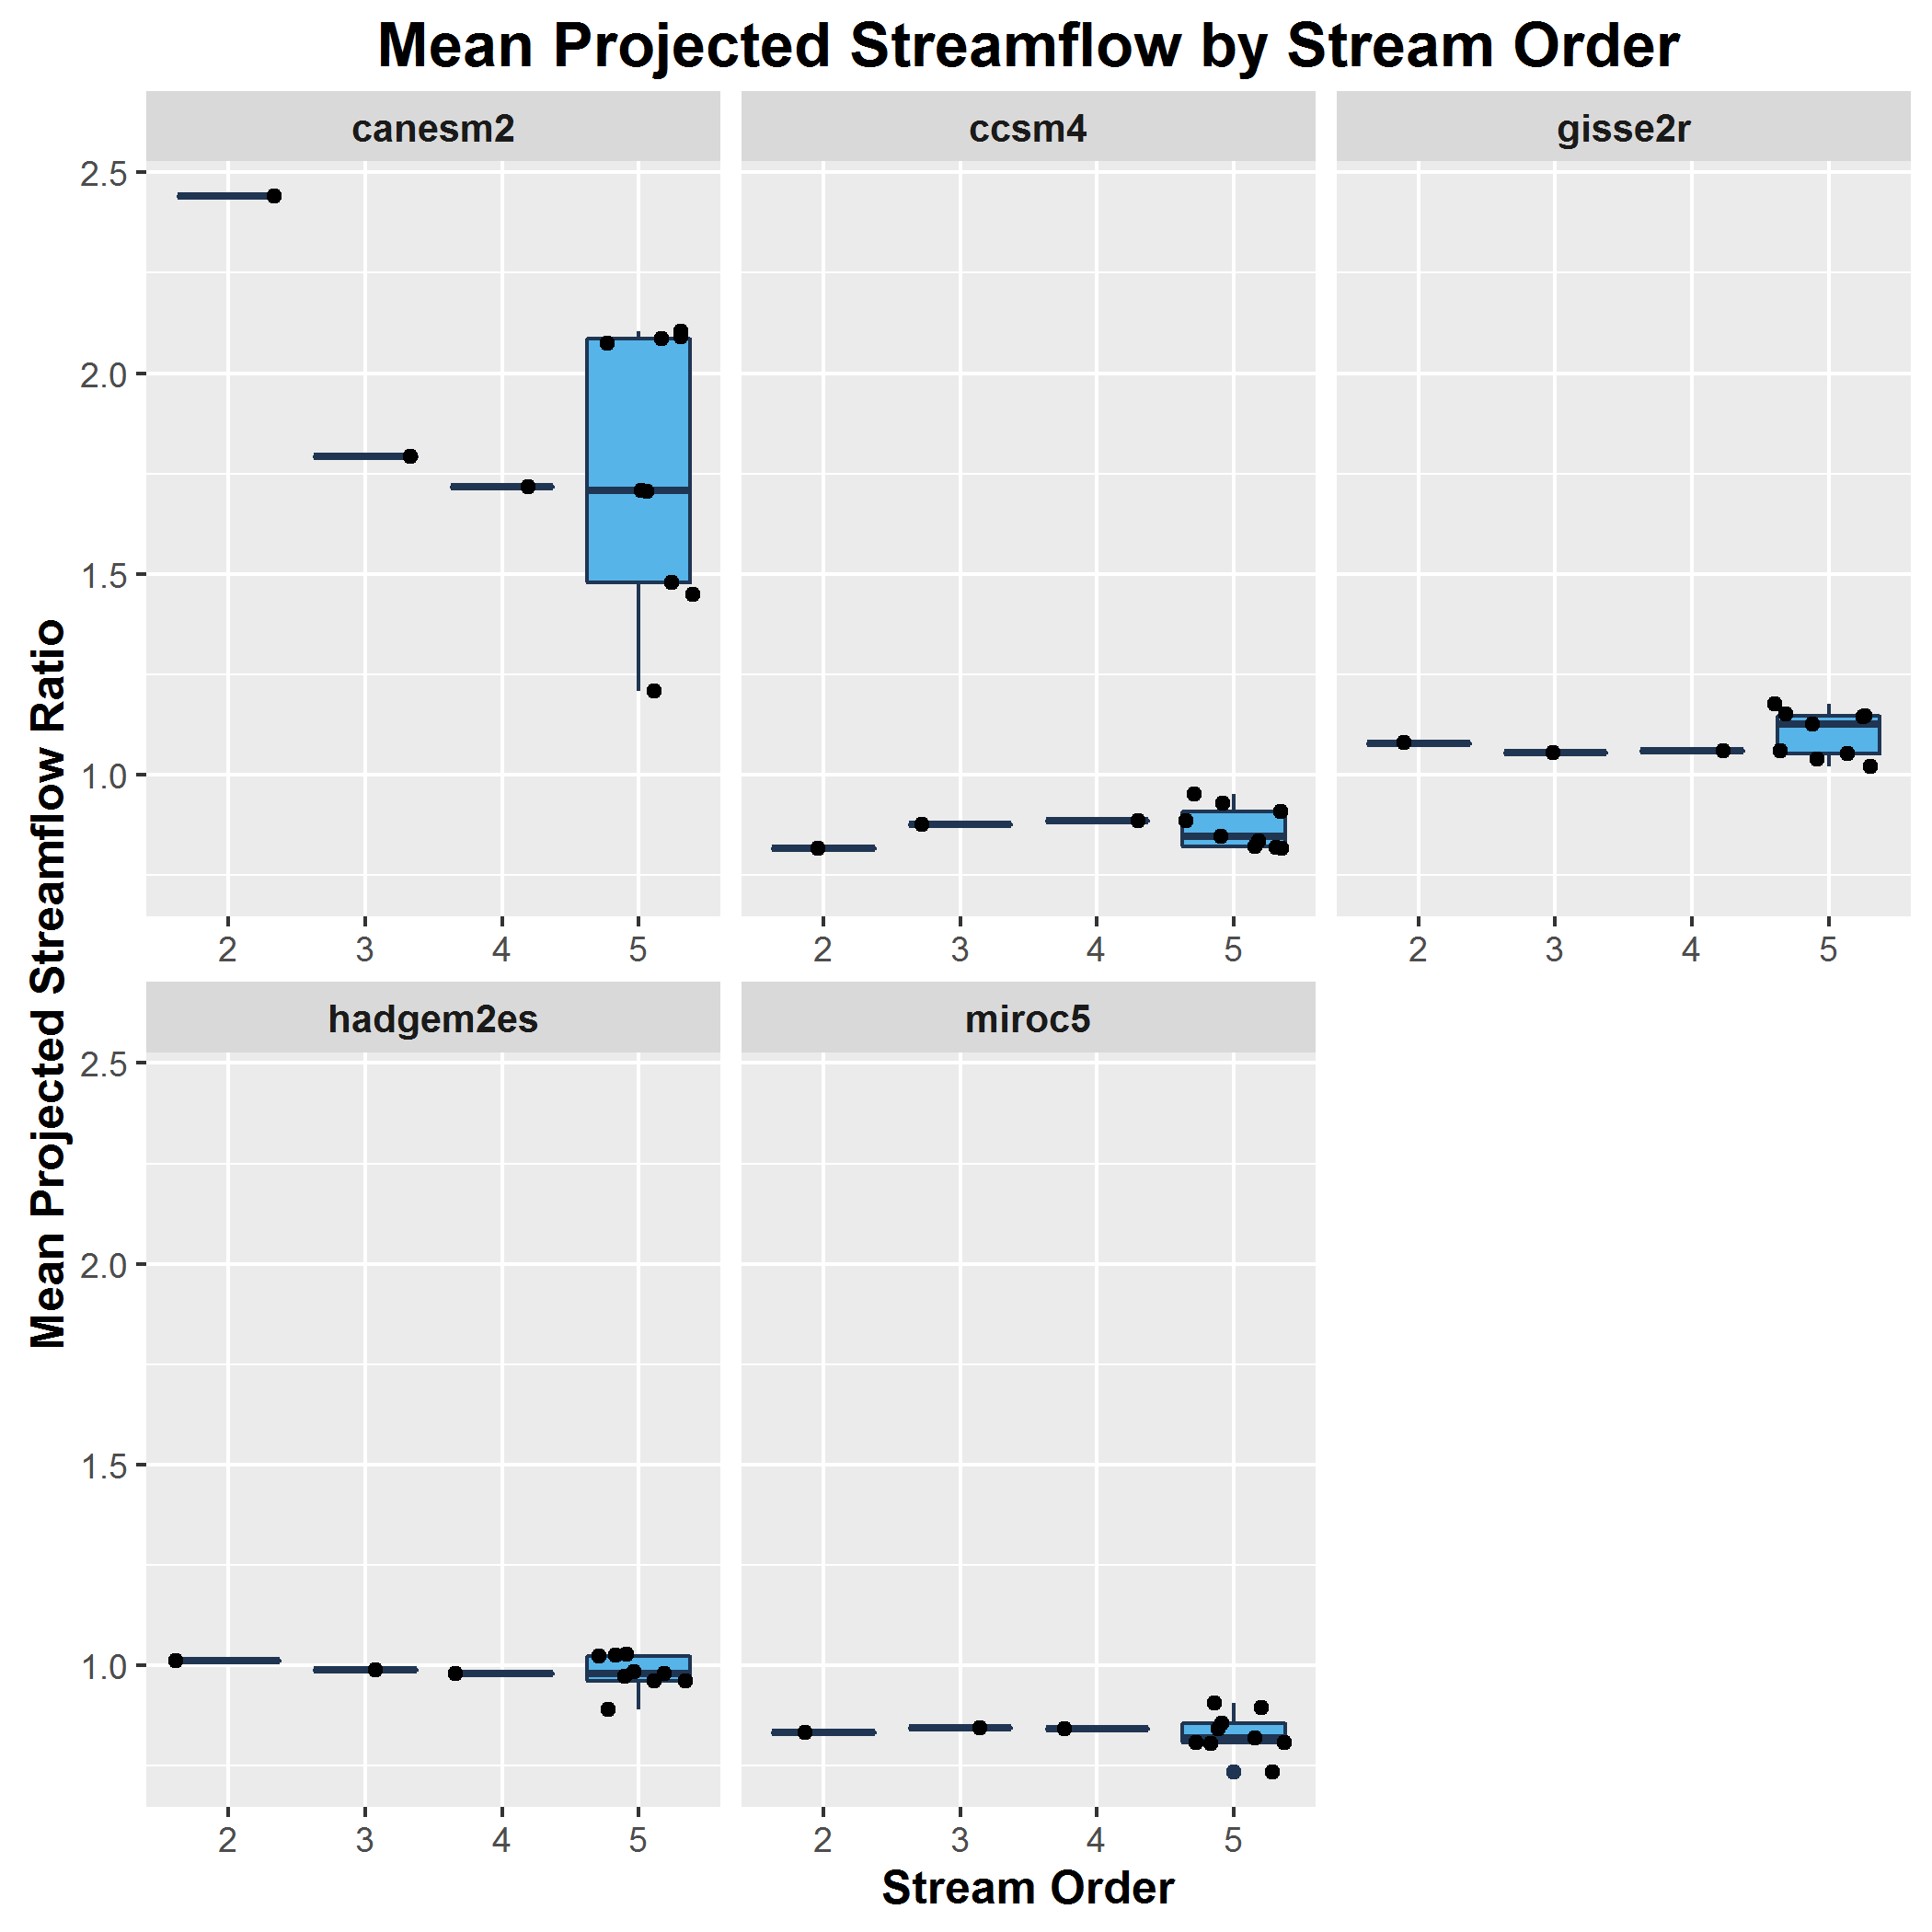 Mean Projected Streamflow by Stream Order
canesm2
ccsm4
gisse2r
2.5
2.0
1.5
1.0
2 3 4 5
2 3 4 5
2 3 4 5
Mean Projected Streamflow Ratio
hadgem2es
miroc5
2.5
2.0
1.5
1.0
2 3 4 5
2 3 4 5
Stream Order